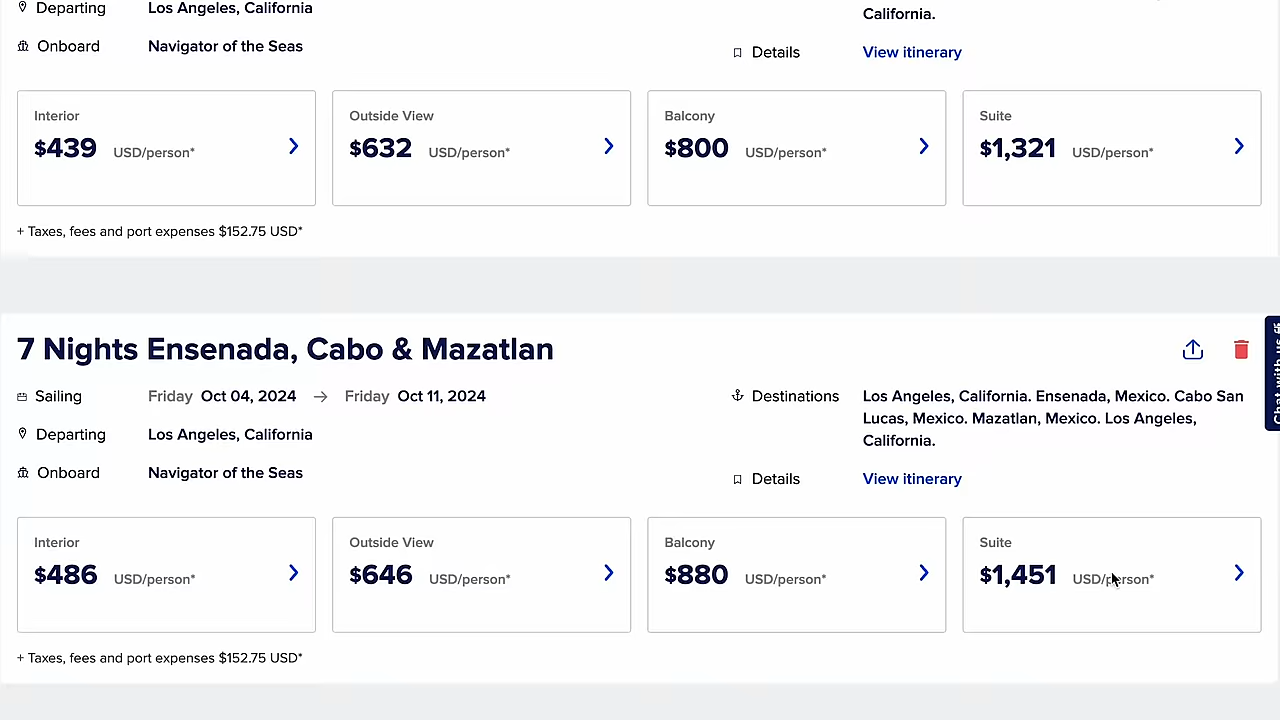 Departing Los Angeles, California
California.
Onboard Navigator of the Seas
Details View itinerary
Interior
$439 USD/person*
Outside View
$632 USD/person*
Balcony
$800 USD/person*
Suite
$1,321 USD/person*
+ Taxes, fees and port expenses $152.75 USD*
7 Nights Ensenada, Cabo & Mazatlan
Sailing Friday Oct 04, 2024 → Friday Oct 11, 2024
Departing Los Angeles, California
Onboard Navigator of the Seas
Destinations Los Angeles, California. Ensenada, Mexico. Cabo San
Lucas, Mexico. Mazatlan, Mexico. Los Angeles,
California.
Details View itinerary
Interior
$486 USD/person*
Outside View
$646 USD/person*
Balcony
$880 USD/person*
Suite
$1,451 USD/person*
+ Taxes, fees and port expenses $152.75 USD*
Chat with us